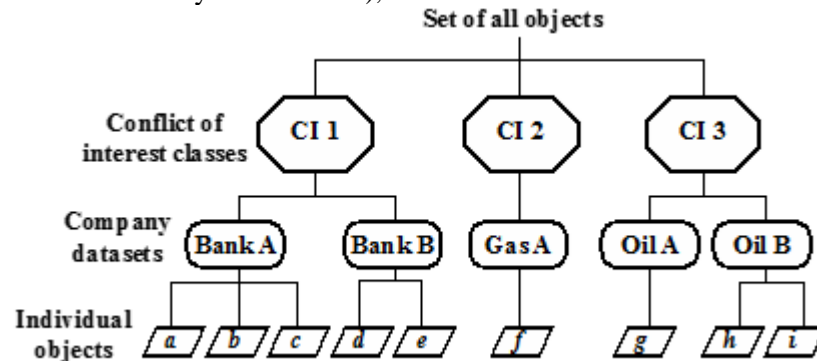 Set of all objects
Conflict of
interest classes
CI 1
CI 2
CI 3
Company
datasets
Bank A
Bank B
Gas A
Oil A
Oil B
Individual
objects
a
b
c
d
e
f
g
h
i